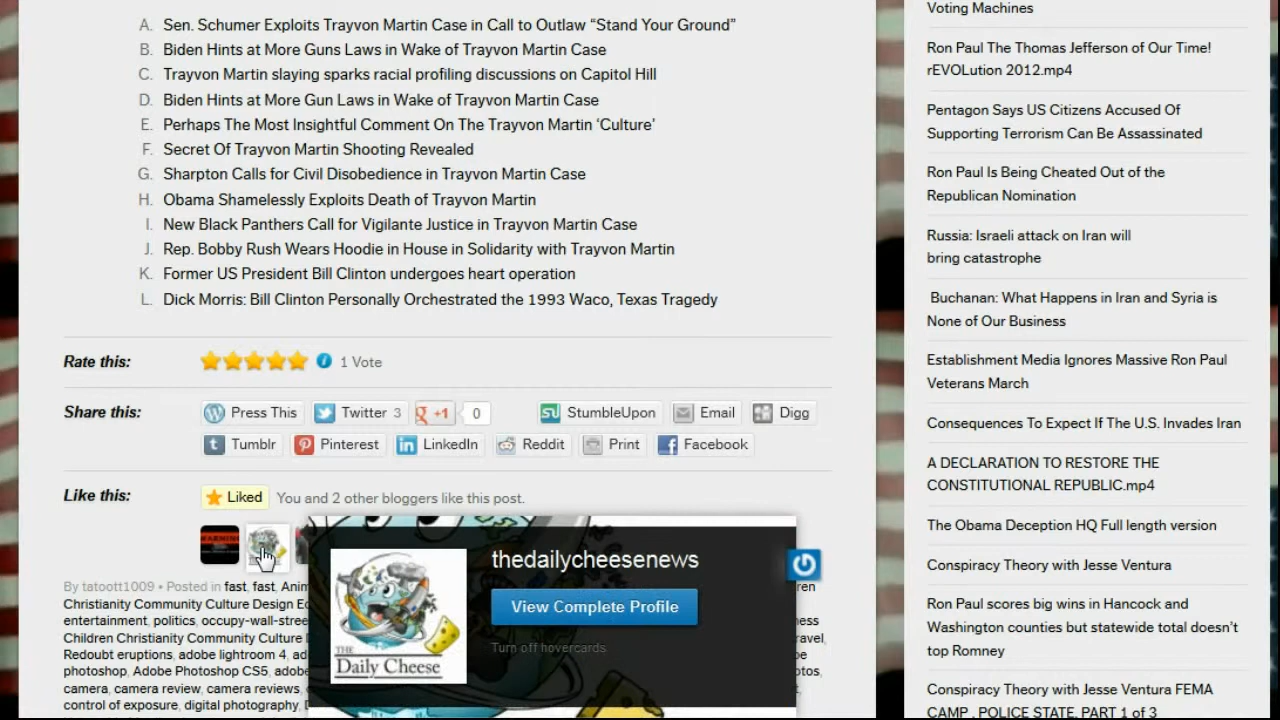 A. Sen. Schumer Exploits Trayvon Martin Case in Call to Outlaw “Stand Your Ground”
B. Biden Hints at More Guns Laws in Wake of Trayvon Martin Case
C. Trayvon Martin slaying sparks racial profiling discussions on Capitol Hill
D. Biden Hints at More Gun Laws in Wake of Trayvon Martin Case
E. Perhaps The Most Insightful Comment On The Trayvon Martin ‘Culture’
F. Secret Of Trayvon Martin Shooting Revealed
G. Sharpton Calls for Civil Disobedience in Trayvon Martin Case
H. Obama Shamelessly Exploits Death of Trayvon Martin
I. New Black Panthers Call for Vigilante Justice in Trayvon Martin Case
J. Rep. Bobby Rush Wears Hoodie in House in Solidarity with Trayvon Martin
K. Former US President Bill Clinton undergoes heart operation
L. Dick Morris: Bill Clinton Personally Orchestrated the 1993 Waco, Texas Tragedy
Rate this: 1 Vote
Share this: Press This Twitter 3 +1 0 StumbleUpon Email Digg
Tumblr Pinterest LinkedIn Reddit Print Facebook
Like this: Liked You and 2 other bloggers like this post.
WARNING
thedailycheesenews
View Complete Profile
Turn off hovercards
THE
Daily Cheese
By tatoott1009 • Posted in fast, fast,
Christianity Community Culture Design
entertainment, politics,
Children Christianity Community Culture
Redoubt eruptions, adobe lightroom 4,
photoshop, Adobe Photoshop CS5,
camera, camera review, camera reviews,
control of exposure, digital photography,
Voting Machines
Ron Paul The Thomas Jefferson of Our Time!
rEVOLution 2012.mp4
Pentagon Says US Citizens Accused Of
Supporting Terrorism Can Be Assassinated
Ron Paul Is Being Cheated Out of the
Republican Nomination
Russia: Israeli attack on Iran will
bring catastrophe
Buchanan: What Happens in Iran and Syria is
None of Our Business
Establishment Media Ignores Massive Ron Paul
Veterans March
Consequences To Expect If The U.S. Invades Iran
A DECLARATION TO RESTORE THE
CONSTITUTIONAL REPUBLIC.mp4
The Obama Deception HQ Full length version
Conspiracy Theory with Jesse Ventura
Ron Paul scores big wins in Hancock and
Washington counties but statewide total doesn’t
top Romney
Conspiracy Theory with Jesse Ventura FEMA
CAMP , POLICE STATE, PART 1 of 3